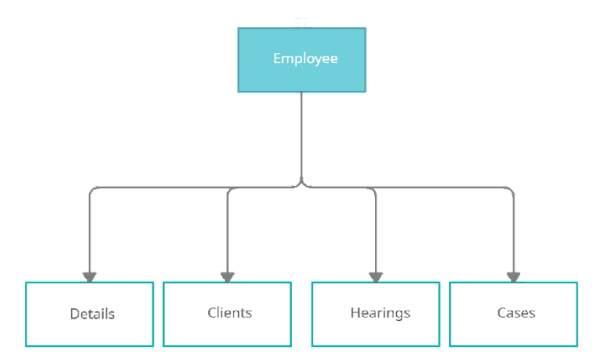 Employee
Details
Clients
Hearings
Cases